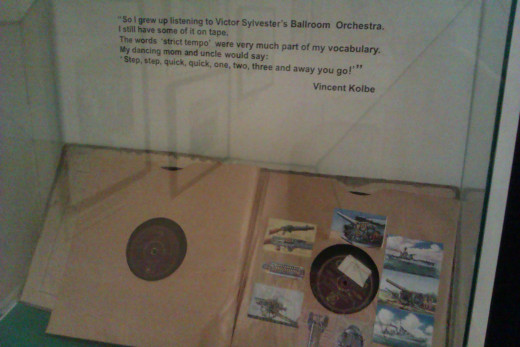 "So I grew up listening to Victor Sylvester's Ballroom Orchestra.
I still have some of it on tape.
The words 'strict tempo' were very much part of my vocabulary.
My dancing mom and uncle would say:
'Step, step, quick, quick, one, two, three and away you go!'"
Vincent Kolbe